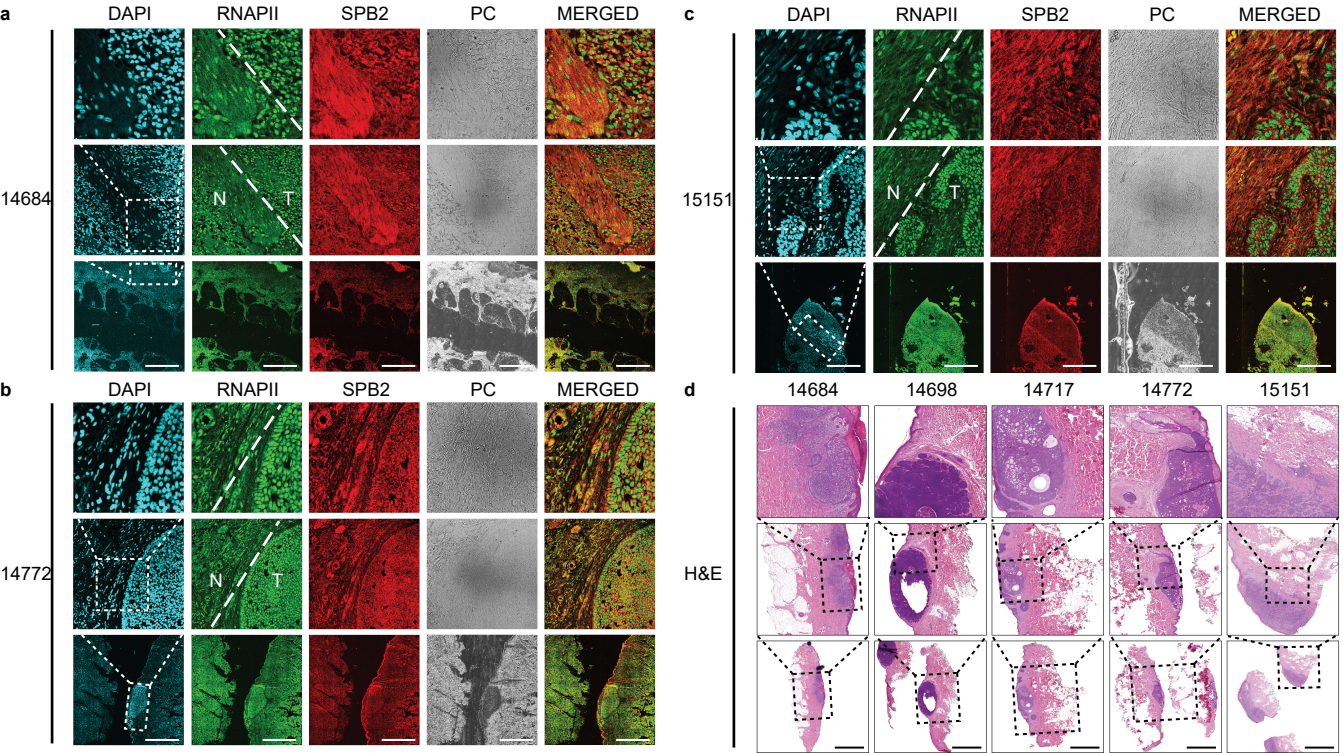 a
DAPI RNAPII SPB2 PC MERGED
14684
N T
b
DAPI RNAPII SPB2 PC MERGED
14772
N T
c
DAPI RNAPII SPB2 PC MERGED
15151
N T
d
14684 14698 14717 14772 15151
H&E